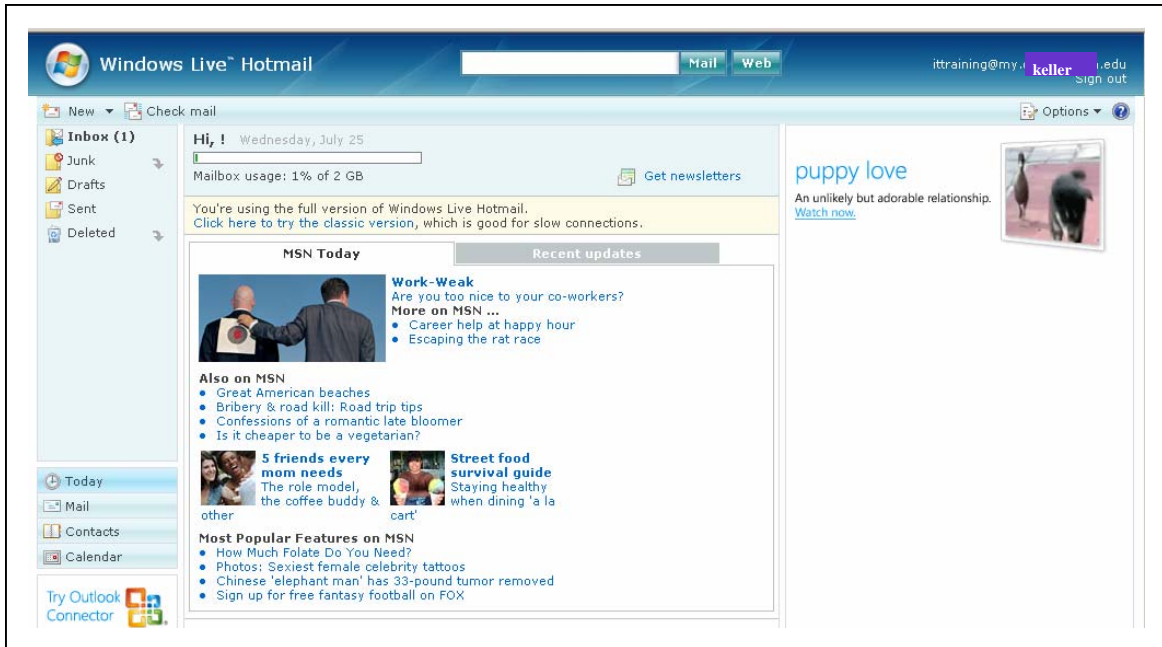 Windows Live™ Hotmail
Mail Web
ittraining@my. keller .edu
Sign out
New Check mail
Options
Inbox (1)
Junk
Drafts
Sent
Deleted
Today
Mail
Contacts
Calendar
Try Outlook
Connector
Hi, ! Wednesday, July 25
Mailbox usage: 1% of 2 GB
Get newsletters
You're using the full version of Windows Live Hotmail.
Click here to try the classic version, which is good for slow connections.
MSN Today Recent updates
Work-Weak
Are you too nice to your co-workers?
More on MSN ...
• Career help at happy hour
• Escaping the rat race
Also on MSN
• Great American beaches
• Bribery & road kill: Road trip tips
• Confessions of a romantic late bloomer
• Is it cheaper to be a vegetarian?
5 friends every
mom needs
The role model,
the coffee buddy &
other
Street food
survival guide
Staying healthy
when dining 'a la
cart'
Most Popular Features on MSN
• How Much Folate Do You Need?
• Photos: Sexiest female celebrity tattoos
• Chinese 'elephant man' has 33-pound tumor removed
• Sign up for free fantasy football on FOX
puppy love
An unlikely but adorable relationship.
Watch now.